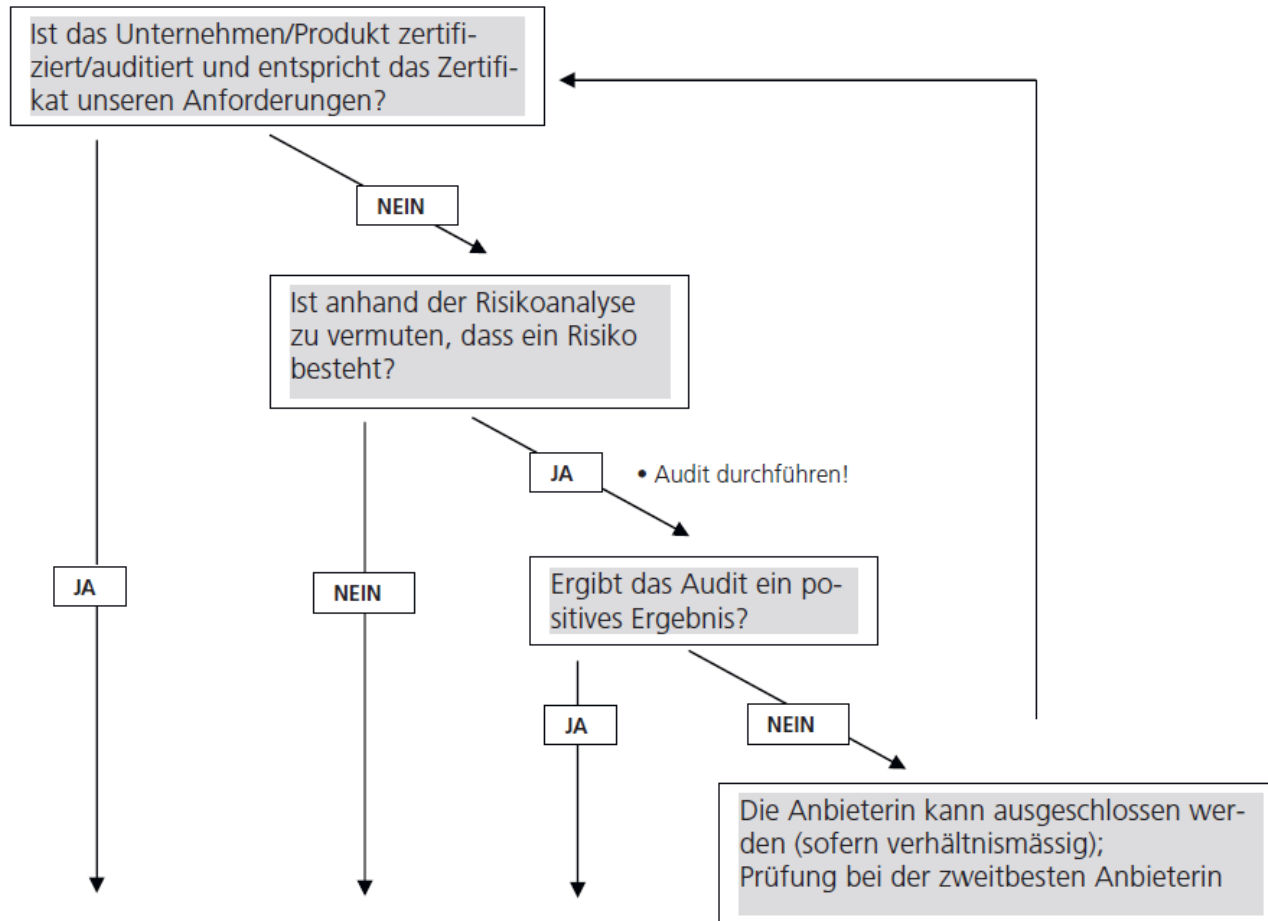 Ist das Unternehmen/Produkt zertifi-
ziert/auditiert und entspricht das Zertifi-
kat unseren Anforderungen?
NEIN
Ist anhand der Risikoanalyse
zu vermuten, dass ein Risiko
besteht?
JA
• Audit durchführen!
JA
NEIN
Ergibt das Audit ein po-
sitives Ergebnis?
JA
NEIN
Die Anbieterin kann ausgeschlossen wer-
den (sofern verhältnismässig);
Prüfung bei der zweitbesten Anbieterin